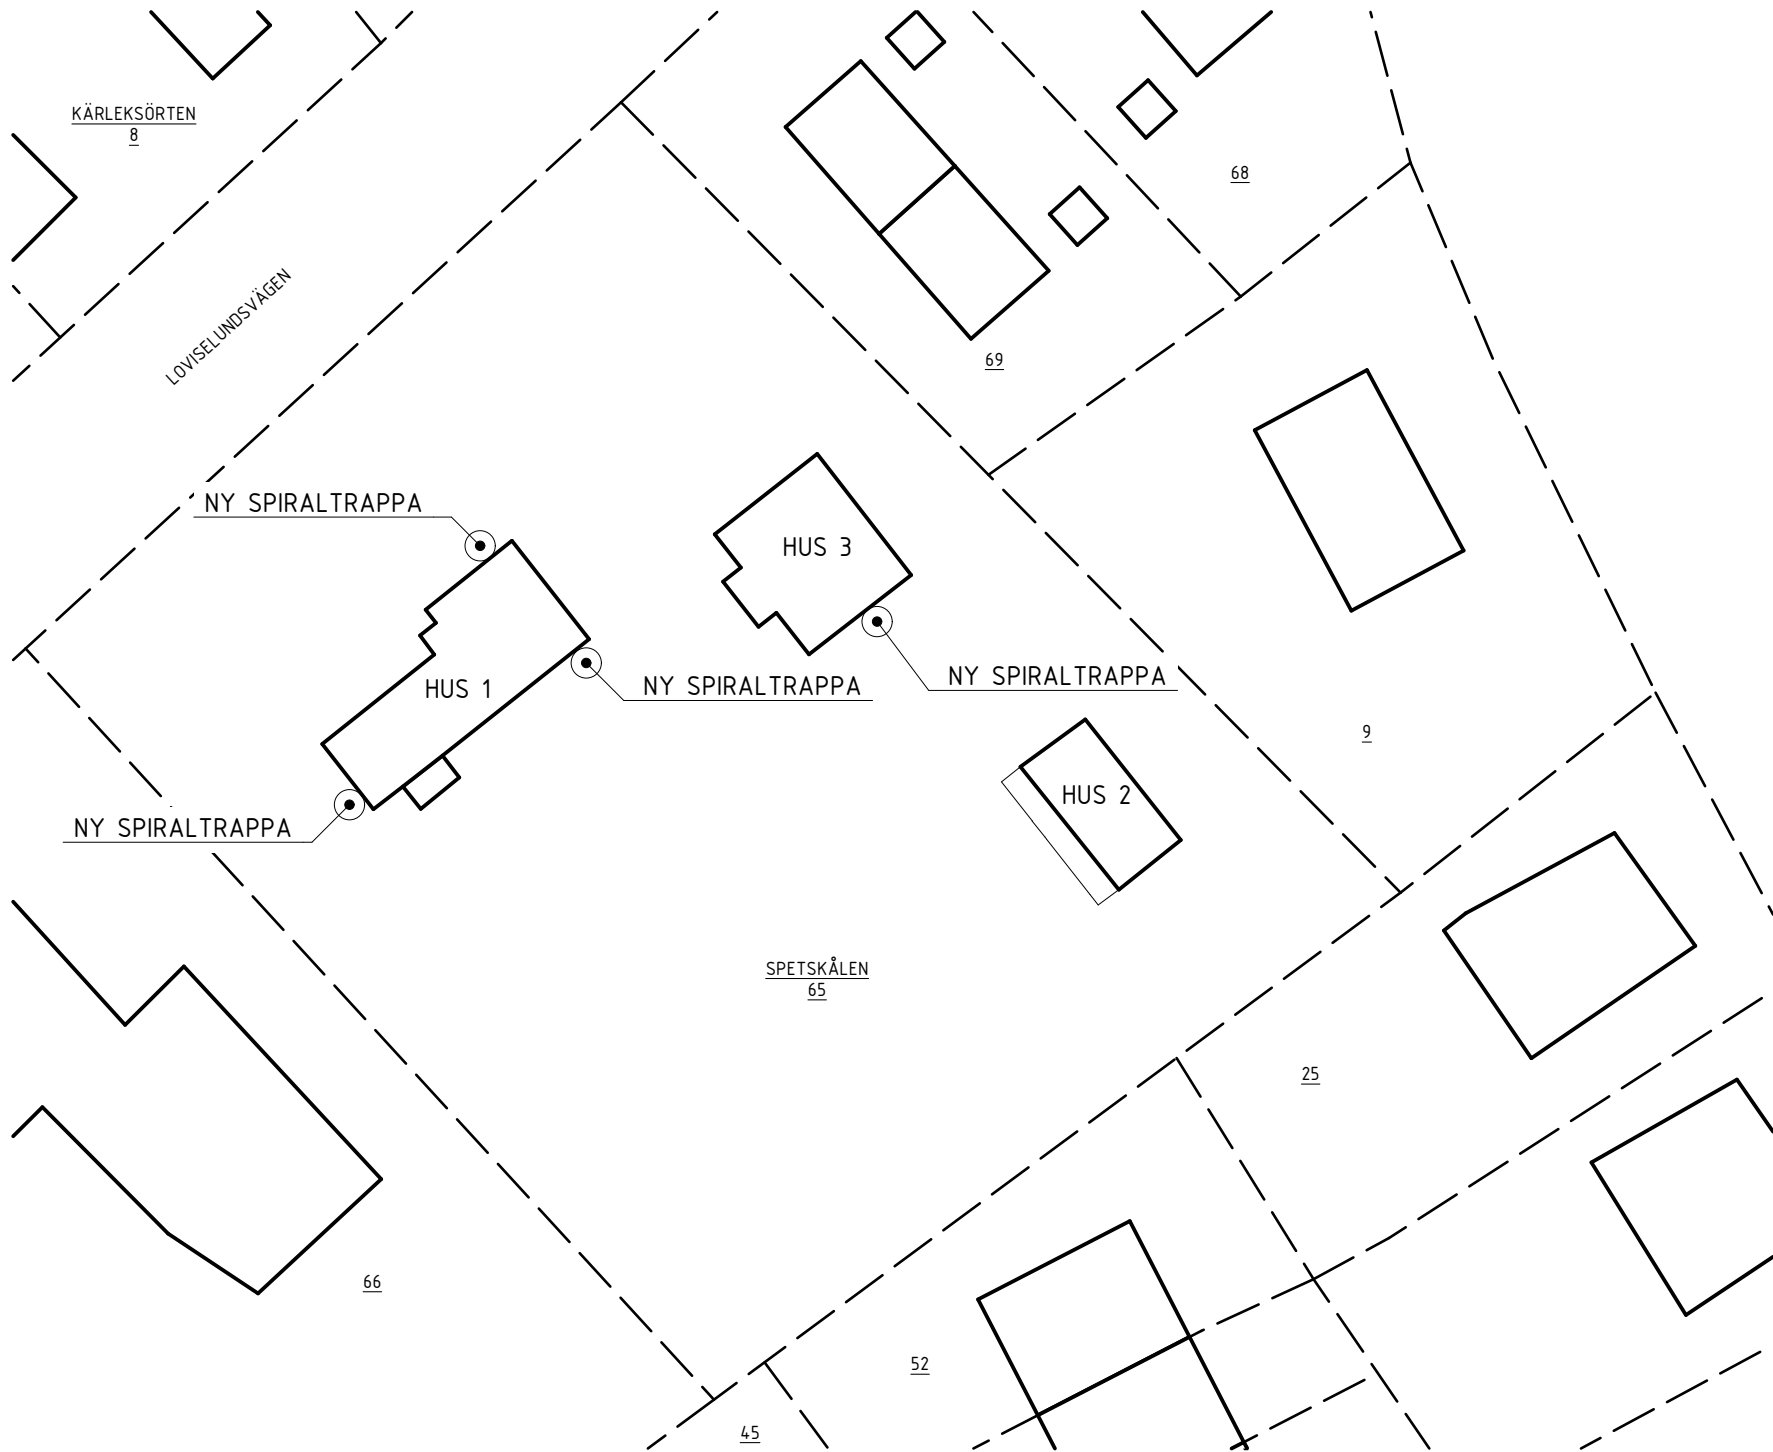 KÄRLEKSÖRTEN
8
68
LOVISELUNDSVÄGEN
69
NY SPIRALTRAPPA
HUS 3
HUS 1
NY SPIRALTRAPPA
NY SPIRALTRAPPA
9
HUS 2
NY SPIRALTRAPPA
SPETSKÅLEN
65
25
66
52
45